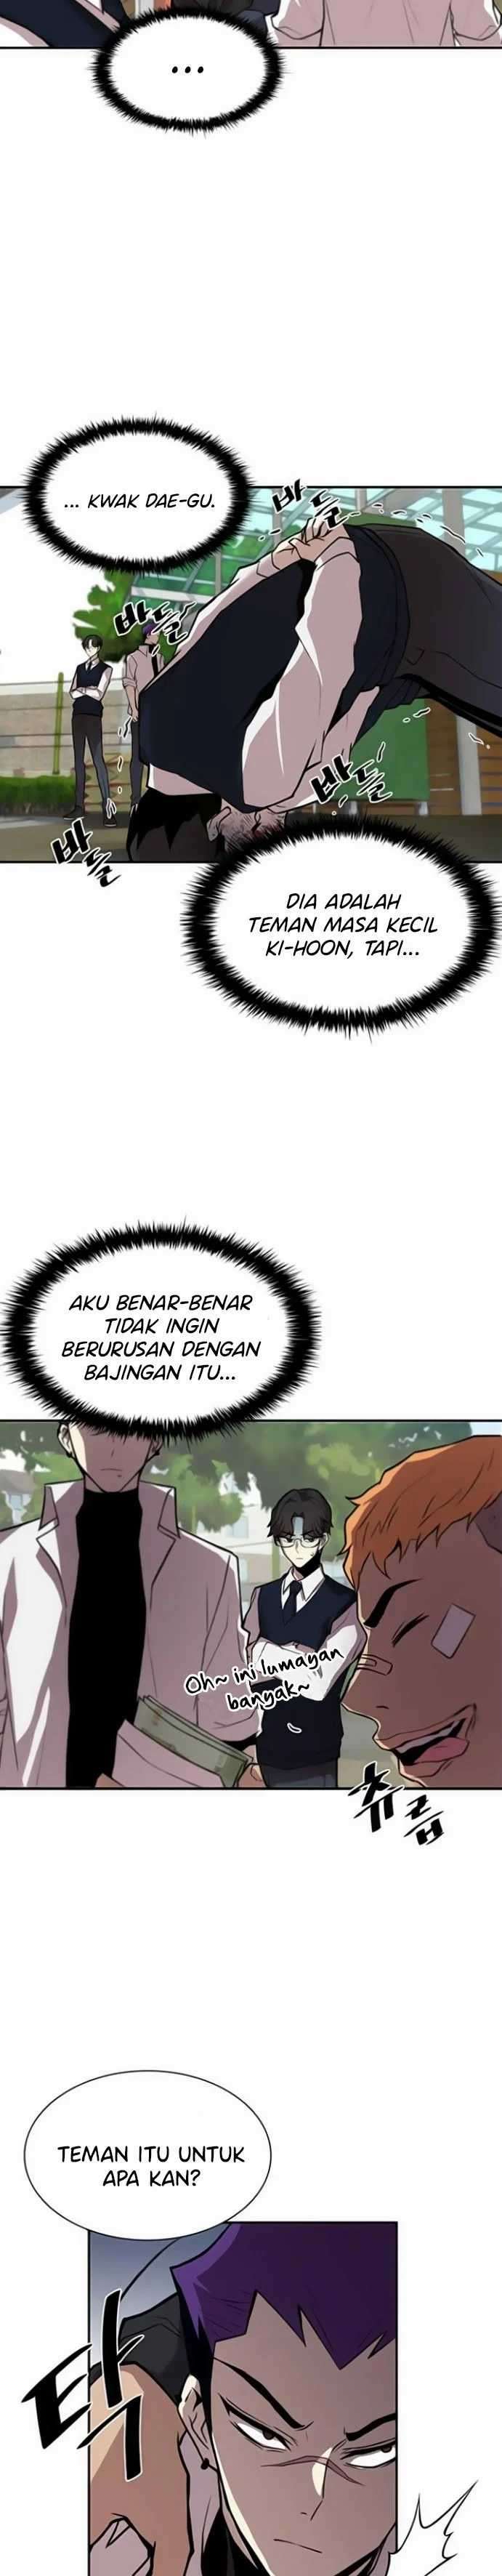 ...
... KWAK DAE-GU.
바들
바들
바들
바들
DIA ADALAH
TEMAN MASA KECIL
KI-HOON, TAPI...
AKU BENAR-BENAR
TIDAK INGIN
BERURUSAN DENGAN
BAJINGAN ITU...
Oh~ ini lumayan
banyak~
츄릅
TEMAN ITU UNTUK
APA KAN?
탁